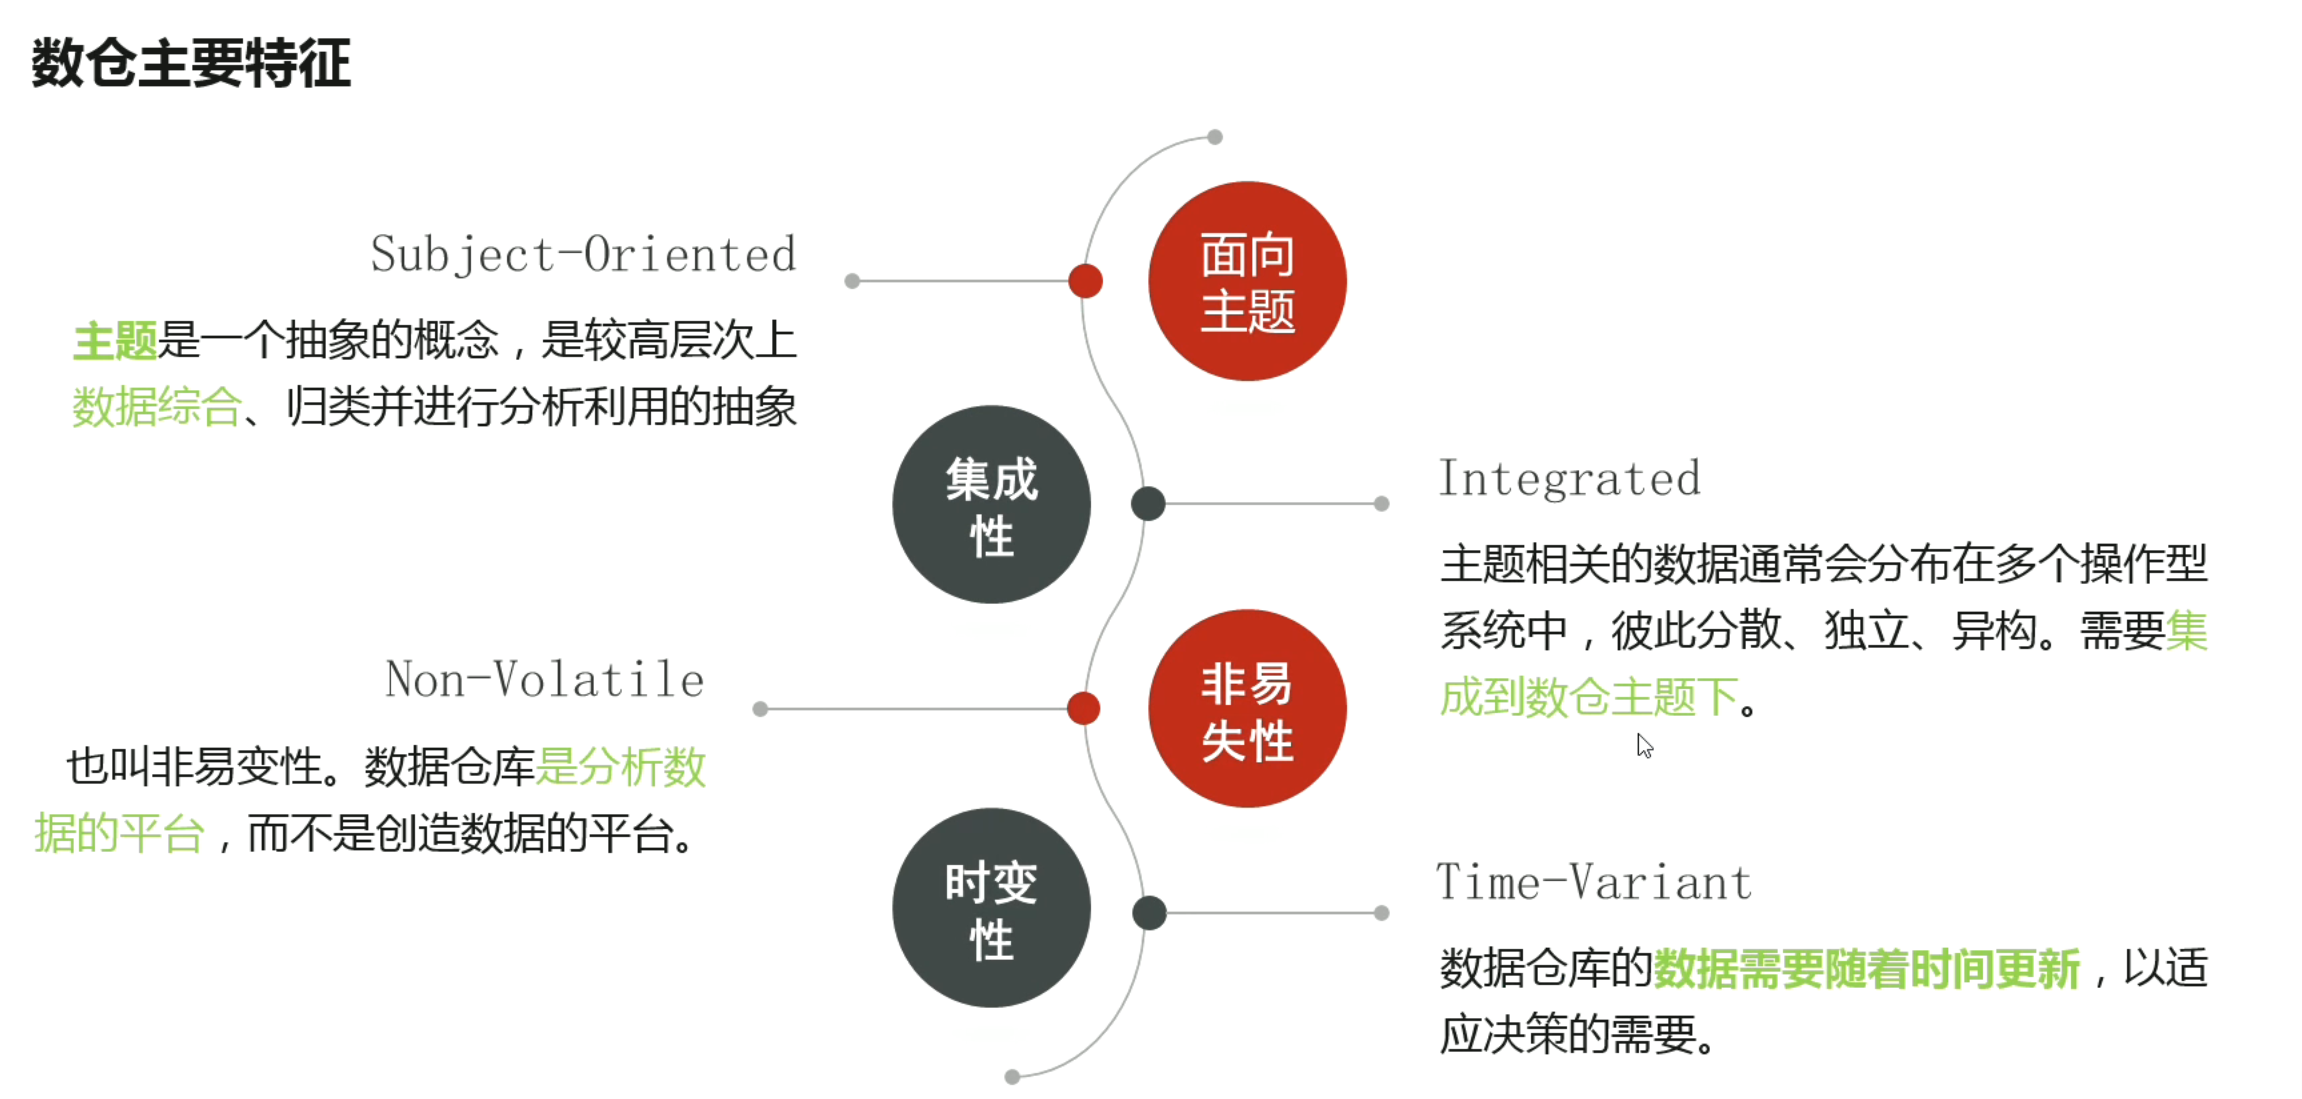 数仓主要特征
面向
主题
Subject-Oriented
主题是一个抽象的概念，是较高层次上
数据综合、归类并进行分析利用的抽象
集成
性
Integrated
主题相关的数据通常会分布在多个操作型
系统中，彼此分散、独立、异构。需要集
成到数仓主题下。
非易
失性
Non-Volatile
也叫非易变性。数据仓库是分析数
据的平台，而不是创造数据的平台。
时变
性
Time-Variant
数据仓库的数据需要随着时间更新，以适
应决策的需要。